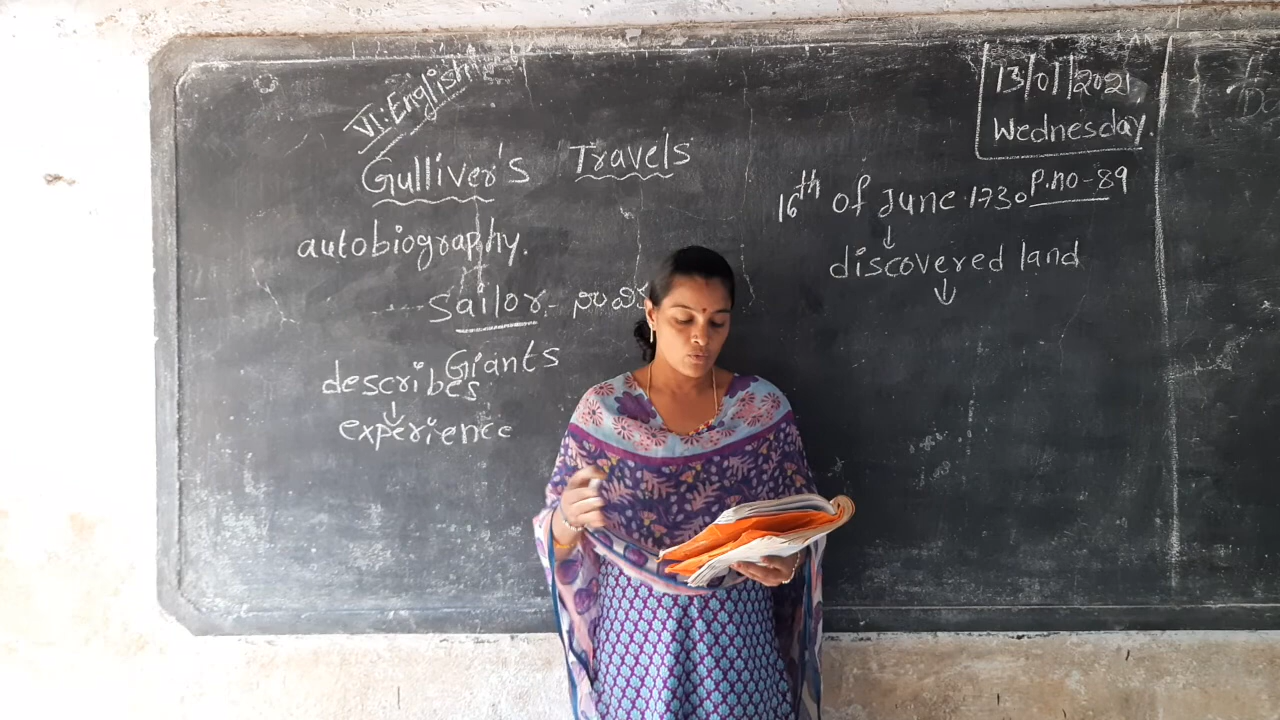 VI: English
Gulliver's Travels
autobiography.
Sailor -
Giants
describes
↓
experience
13/01/2021
Wednesday.
P.no-89
16th of June 1730
↓
discovered land
↓